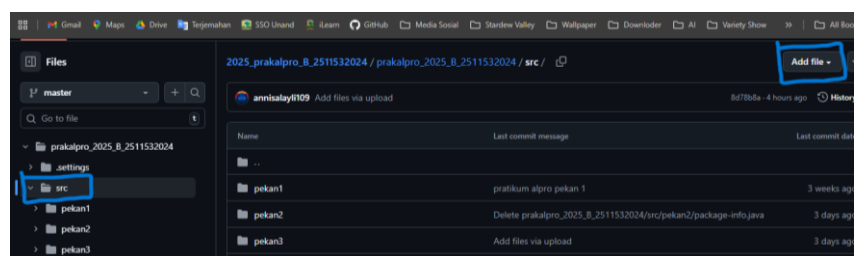 Gmail Maps Drive Terjemahan SSO Unand iLearn GitHub Media Sosial Stardew Valley Wallpaper Downloder AI Variety Show » All Boo
Files
2025_prakalpro_B_2511532024 / prakalpro_2025_B_2511532024 / src /
Add file
master
annisalayli109 Add files via upload
8d78b8a · 4 hours ago History
Go to file
t
Name Last commit message Last commit date
prakalpro_2025_B_2511532024
..
.settings
src
pekan1 pratikum alpro pekan 1 3 weeks ago
pekan1
pekan2 Delete prakalpro_2025_B_2511532024/src/pekan2/package-info.java 3 days ago
pekan2
pekan3 Add files via upload 3 days ago
pekan3